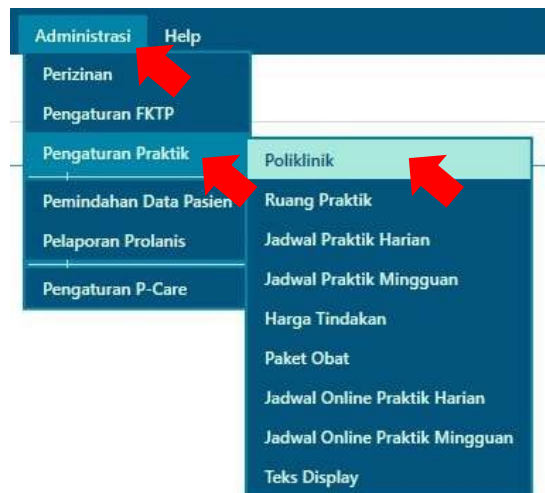 Administrasi Help
Perizinan
Pengaturan FKTP
Pengaturan Praktik
Pemindahan Data Pasien
Pelaporan Prolanis
Pengaturan P-Care
Poliklinik
Ruang Praktik
Jadwal Praktik Harian
Jadwal Praktik Mingguan
Harga Tindakan
Paket Obat
Jadwal Online Praktik Harian
Jadwal Online Praktik Mingguan
Teks Display